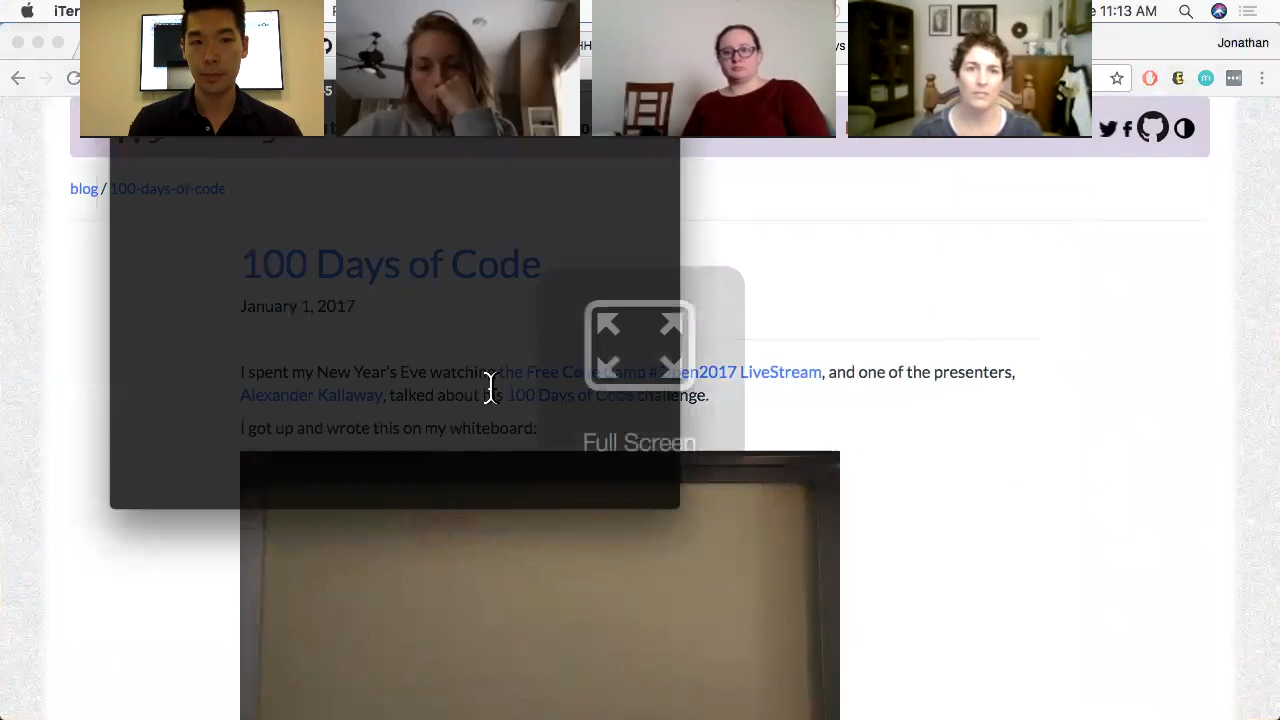 iTer
11:13 AM
Jonathan
blog / 100-days-of-code
100 Days of Code
January 1, 2017
I spent my New Year's Eve watching the Free Code Camp #Open2017 LiveStream, and one of the presenters,
Alexander Kallaway, talked about his 100 Days of Code challenge.
I got up and wrote this on my whiteboard:
Full Screen